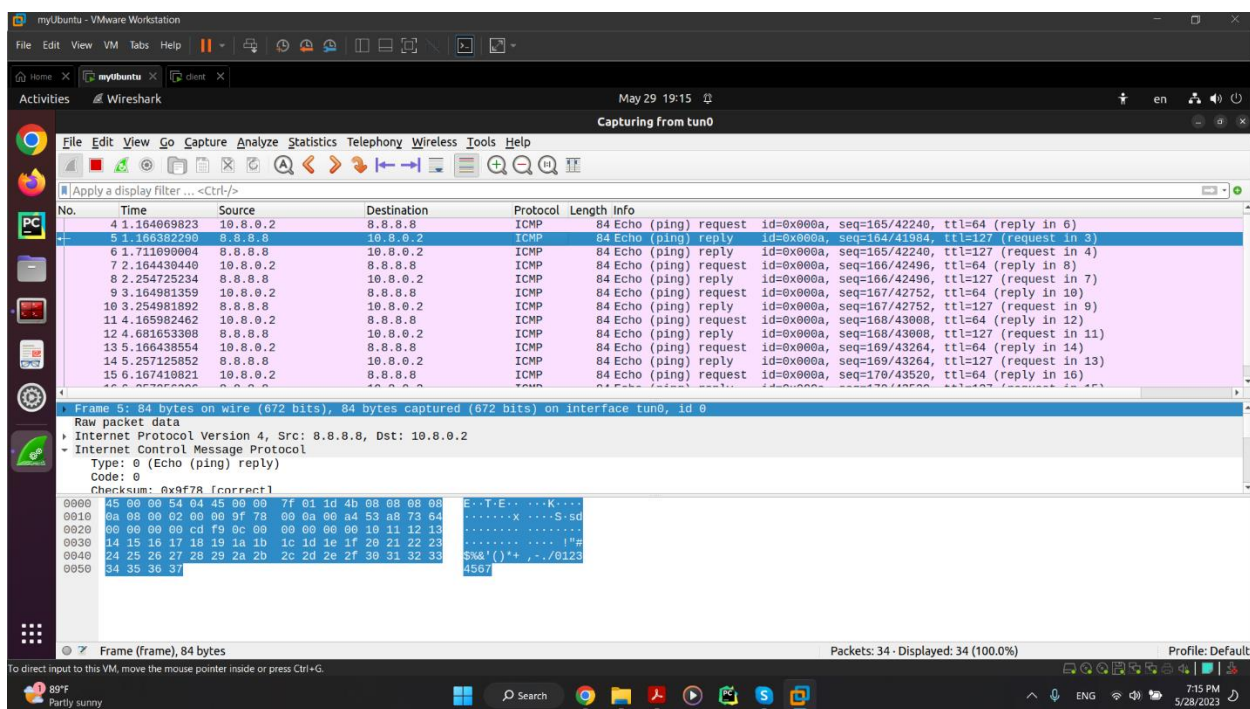 myUbuntu - VMware Workstation
File Edit View VM Tabs Help
Home myUbuntu client
Activities Wireshark May 29 19:15 en
Capturing from tun0
File Edit View Go Capture Analyze Statistics Telephony Wireless Tools Help
Apply a display filter ... <Ctrl-/>
No. Time Source Destination Protocol Length Info
4 1.164069823 10.8.0.2 8.8.8.8 ICMP 84 Echo (ping) request id=0x000a, seq=165/42240, ttl=64 (reply in 6)
5 1.166382290 8.8.8.8 10.8.0.2 ICMP 84 Echo (ping) reply id=0x000a, seq=164/41984, ttl=127 (request in 3)
6 1.711090004 8.8.8.8 10.8.0.2 ICMP 84 Echo (ping) reply id=0x000a, seq=165/42240, ttl=127 (request in 4)
7 2.164430440 10.8.0.2 8.8.8.8 ICMP 84 Echo (ping) request id=0x000a, seq=166/42496, ttl=64 (reply in 8)
8 2.254725234 8.8.8.8 10.8.0.2 ICMP 84 Echo (ping) reply id=0x000a, seq=166/42496, ttl=127 (request in 7)
9 3.164981359 10.8.0.2 8.8.8.8 ICMP 84 Echo (ping) request id=0x000a, seq=167/42752, ttl=64 (reply in 10)
10 3.254981892 8.8.8.8 10.8.0.2 ICMP 84 Echo (ping) reply id=0x000a, seq=167/42752, ttl=127 (request in 9)
11 4.165982462 10.8.0.2 8.8.8.8 ICMP 84 Echo (ping) request id=0x000a, seq=168/43008, ttl=64 (reply in 12)
12 4.681653308 8.8.8.8 10.8.0.2 ICMP 84 Echo (ping) reply id=0x000a, seq=168/43008, ttl=127 (request in 11)
13 5.166438554 10.8.0.2 8.8.8.8 ICMP 84 Echo (ping) request id=0x000a, seq=169/43264, ttl=64 (reply in 14)
14 5.257125852 8.8.8.8 10.8.0.2 ICMP 84 Echo (ping) reply id=0x000a, seq=169/43264, ttl=127 (request in 13)
15 6.167410821 10.8.0.2 8.8.8.8 ICMP 84 Echo (ping) request id=0x000a, seq=170/43520, ttl=64 (reply in 16)
Frame 5: 84 bytes on wire (672 bits), 84 bytes captured (672 bits) on interface tun0, id 0
Raw packet data
Internet Protocol Version 4, Src: 8.8.8.8, Dst: 10.8.0.2
Internet Control Message Protocol
Type: 0 (Echo (ping) reply)
Code: 0
Checksum: 0x9f78 [correct]
0000 45 00 00 54 04 45 00 00 7f 01 1d 4b 08 08 08 08 E··T·E·· ···K····
0010 0a 08 00 02 00 00 9f 78 00 0a 00 a4 53 a8 73 64 ·······x ····S·sd
0020 00 00 00 00 cd f9 0c 00 00 00 00 00 10 11 12 13 ········ ········
0030 14 15 16 17 18 19 1a 1b 1c 1d 1e 1f 20 21 22 23 ········ ···· !"#
0040 24 25 26 27 28 29 2a 2b 2c 2d 2e 2f 30 31 32 33 $%&'()*+ ,-./0123
0050 34 35 36 37 4567
Frame (frame), 84 bytes Packets: 34 · Displayed: 34 (100.0%) Profile: Default
To direct input to this VM, move the mouse pointer inside or press Ctrl+G.
89°F
Partly sunny
Search
ENG
7:15 PM
5/28/2023